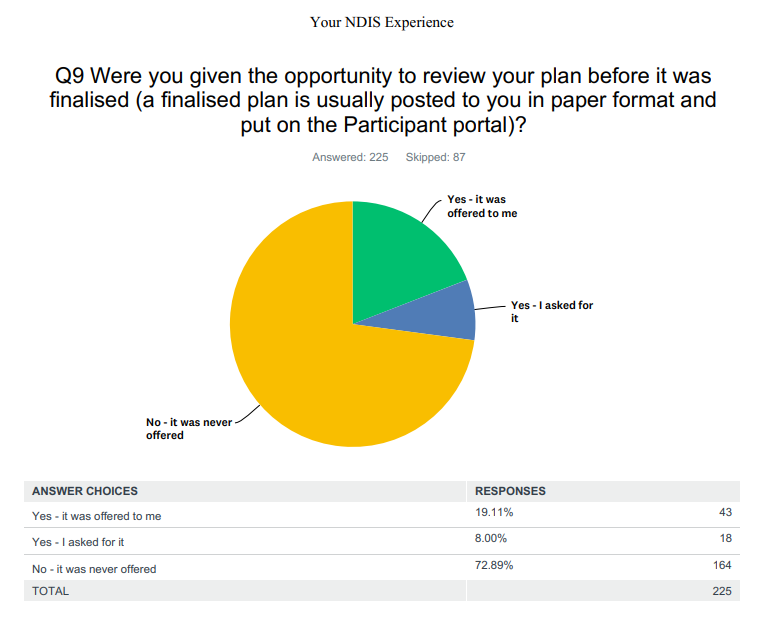 Your NDIS Experience
Q9 Were you given the opportunity to review your plan before it was
finalised (a finalised plan is usually posted to you in paper format and
put on the Participant portal)?
Answered: 225 Skipped: 87
Yes - it was
offered to me
Yes - I asked for
it
No - it was never
offered
ANSWER CHOICES RESPONSES
Yes - it was offered to me 19.11% 43
Yes - I asked for it 8.00% 18
No - it was never offered 72.89% 164
TOTAL 225